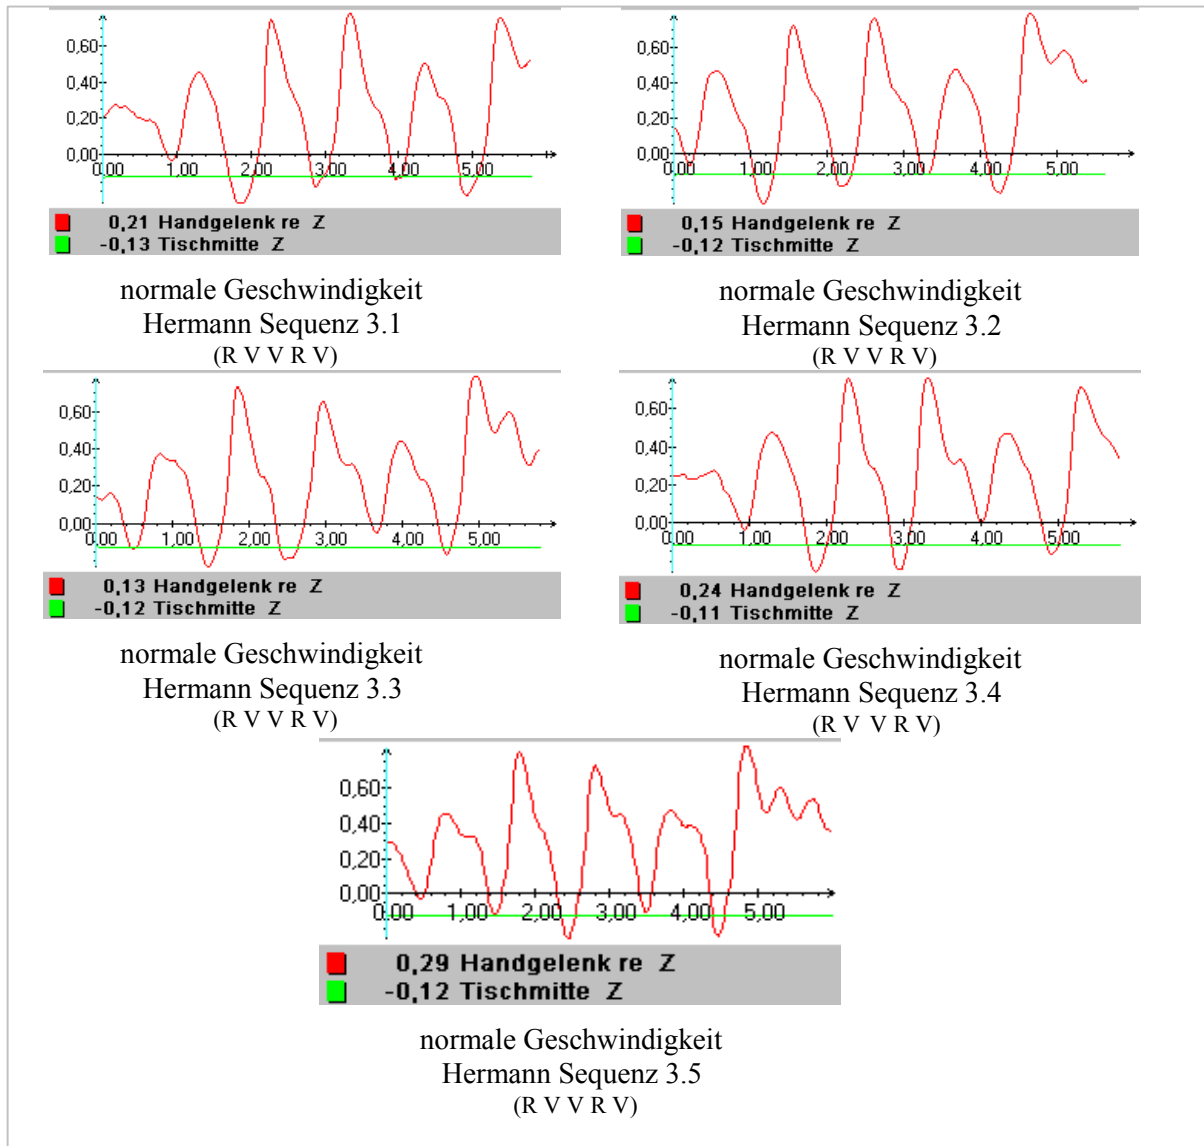 0,60
0,40
0,20
0,00
0,00 1,00 2,00 3,00 4,00 5,00
0,21 Handgelenk re Z
-0,13 Tischmitte Z
normale Geschwindigkeit
Hermann Sequenz 3.1
(R V V R V)
0,60
0,40
0,20
0,00
0,00 1,00 2,00 3,00 4,00 5,00
0,15 Handgelenk re Z
-0,12 Tischmitte Z
normale Geschwindigkeit
Hermann Sequenz 3.2
(R V V R V)
0,60
0,40
0,20
0,00
0,00 1,00 2,00 3,00 4,00 5,00
0,13 Handgelenk re Z
-0,12 Tischmitte Z
normale Geschwindigkeit
Hermann Sequenz 3.3
(R V V R V)
0,60
0,40
0,20
0,00
0,00 1,00 2,00 3,00 4,00 5,00
0,24 Handgelenk re Z
-0,11 Tischmitte Z
normale Geschwindigkeit
Hermann Sequenz 3.4
(R V V R V)
0,60
0,40
0,20
0,00
0,00 1,00 2,00 3,00 4,00 5,00
0,29 Handgelenk re Z
-0,12 Tischmitte Z
normale Geschwindigkeit
Hermann Sequenz 3.5
(R V V R V)